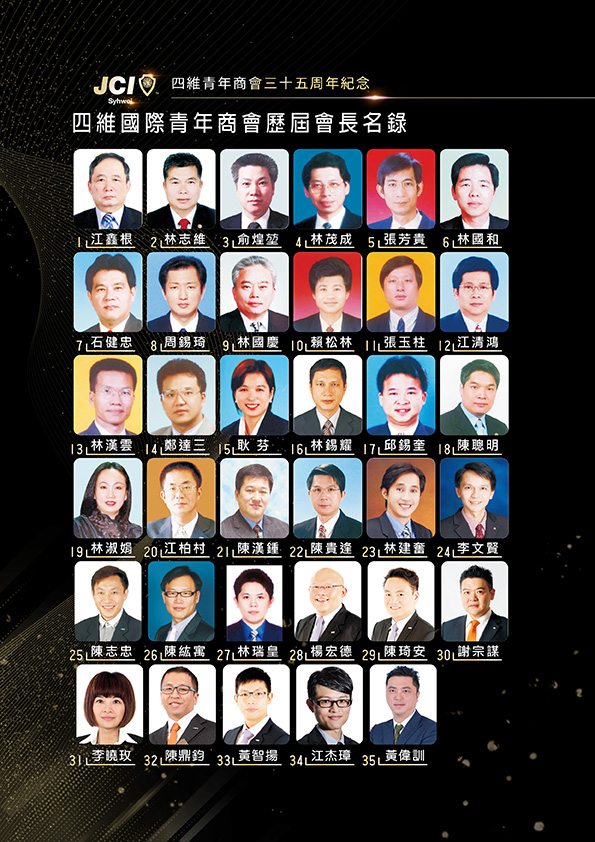 JCI
Syhwei
四維青年商會三十五周年紀念
四維國際青年商會歷屆會長名錄
1 江鑫根 2 林志維 3 俞煌堃 4 林茂成 5 張芳貴 6 林國和
7 石健忠 8 周錫琦 9 林國慶 10 賴松林 11 張玉柱 12 江清鴻
13 林漢雲 14 鄭達三 15 耿芬 16 林錫耀 17 邱錫奎 18 陳聰明
19 林淑娟 20 江柏村 21 陳漢鍾 22 陳貴逢 23 林建奮 24 李文賢
25 陳志忠 26 陳紘寓 27 林瑞皇 28 楊宏德 29 陳琦安 30 謝宗謀
31 李譊玫 32 陳鼎鈞 33 黃智揚 34 江杰璋 35 黃偉訓